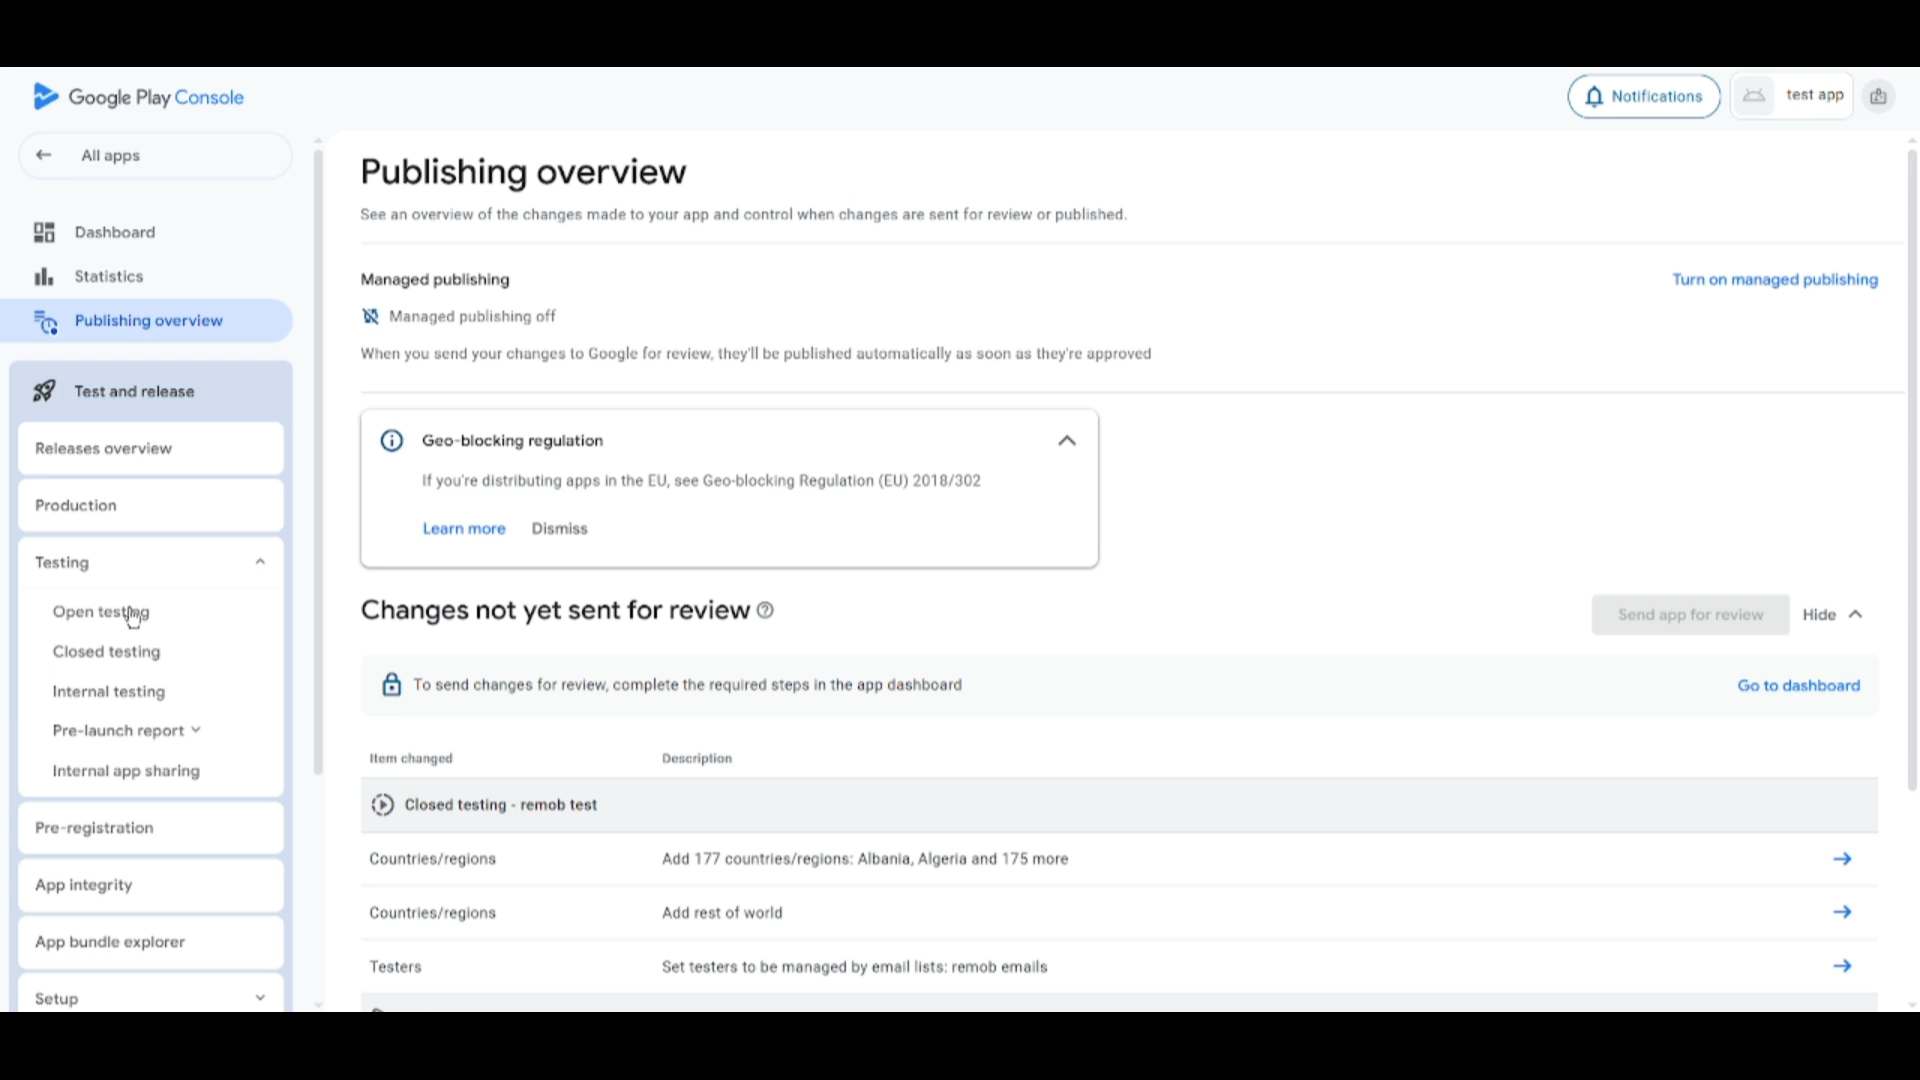 Google Play Console
Notifications
test app
All apps
Dashboard
Statistics
Publishing overview
Test and release
Releases overview
Production
Testing
Open testing
Closed testing
Internal testing
Pre-launch report
Internal app sharing
Pre-registration
App integrity
App bundle explorer
Setup
Publishing overview
See an overview of the changes made to your app and control when changes are sent for review or published.
Managed publishing
Turn on managed publishing
Managed publishing off
When you send your changes to Google for review, they'll be published automatically as soon as they're approved
Geo-blocking regulation
If you're distributing apps in the EU, see Geo-blocking Regulation (EU) 2018/302
Learn more Dismiss
Changes not yet sent for review
Send app for review
Hide
To send changes for review, complete the required steps in the app dashboard
Go to dashboard
Item changed Description
Closed testing - remob test
Countries/regions Add 177 countries/regions: Albania, Algeria and 175 more
Countries/regions Add rest of world
Testers Set testers to be managed by email lists: remob emails